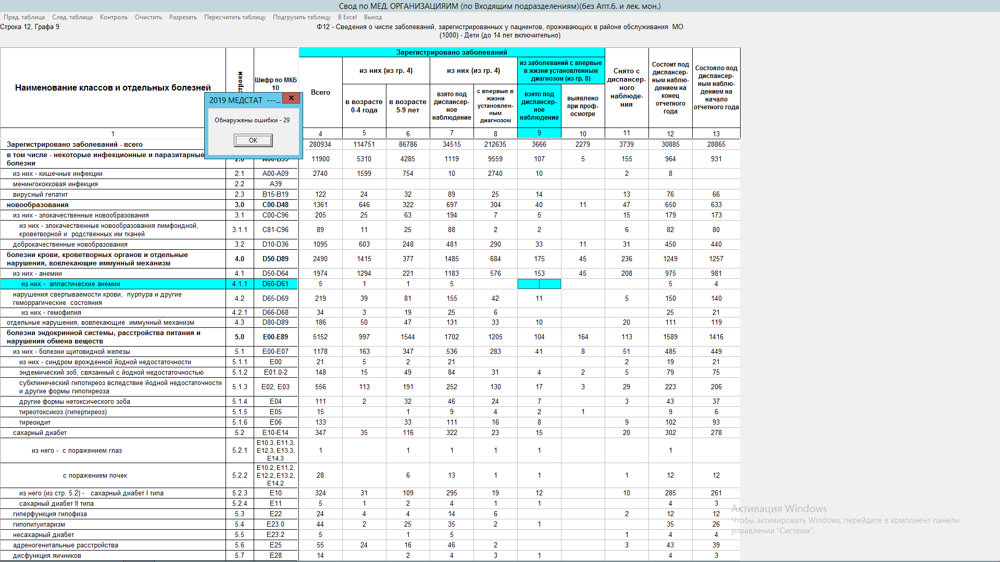 Свод по МЕД. ОРГАНИЗАЦИЯИМ (по Входящим подразделениям)(без Апт.б. и лек. мон.)
Пред. таблица След. таблица Контроль Очистить Разрезать Пересчитать таблицу Подгрузить таблицу В Excel Выход
Строка 12, Графа 9
Ф12 - Сведения о числе заболеваний, зарегистрированных у пациентов, проживающих в районе обслуживания МО
(1000) - Дети (до 14 лет включительно)
Наименование классов и отдельных болезней
строки
Шифр по МКБ
10
Зарегистрировано заболеваний
Всего
из них (из гр. 4)
в возрасте
0-4 года
в возрасте
5-9 лет
из них (из гр. 4)
взято под
диспансер-
ное
наблюдение
с впервые в
жизни
установлен-
ным
диагнозом
из заболеваний с впервые
в жизни установленным
диагнозом (из гр. 8)
взято под
диспансер-
ное
наблюдение
выявлено
при проф-
осмотре
Снято с
диспансер-
ного
наблюде-
ния
Состоит под
диспансер-
ным наблю-
дением на
конец
отчетного
года
Состояло под
диспансер-
ным наблю-
дением на
начало
отчетного года
2019 МЕДСТАТ ---...
x
Обнаружены ошибки - 29
OK
1 4 5 6 7 8 9 10 11 12 13
Зарегистрировано заболеваний - всего 280934 114751 86786 34515 212635 3666 2279 3739 30885 28865
в том числе - некоторые инфекционные и паразитарные
болезни 2.0 A00-B99 11900 5310 4285 1119 9559 107 5 155 964 931
из них - кишечные инфекции 2.1 A00-A09 2740 1599 754 10 2740 10 2 8
менингококковая инфекция 2.2 A39
вирусный гепатит 2.3 B15-B19 122 24 32 89 25 14 13 76 66
новообразования 3.0 C00-D48 1361 646 322 697 304 40 11 47 650 633
из них - злокачественные новообразования 3.1 C00-C96 205 25 63 194 7 5 15 179 173
из них - злокачественные новообразования лимфоидной,
кроветворной и родственных им тканей 3.1.1 C81-C96 89 11 25 88 2 2 6 82 80
доброкачественные новобразования 3.2 D10-D36 1095 603 248 481 290 33 11 31 450 440
болезни крови, кроветворных органов и отдельные
нарушения, вовлекающие иммунный механизм 4.0 D50-D89 2490 1415 377 1485 684 175 45 236 1249 1257
из них - анемии 4.1 D50-D64 1974 1294 221 1183 576 153 45 208 975 981
из них - апластические анемии 4.1.1 D60-D61 5 1 1 5 5 4
нарушения свертываемости крови, пурпура и другие
геморрагические состояния 4.2 D65-D69 219 39 81 155 42 11 5 150 140
из них - гемофилия 4.2.1 D66-D68 34 3 19 25 6 25 21
отдельные нарушения, вовлекающие иммунный механизм 4.3 D80-D89 186 50 47 131 33 10 20 111 119
болезни эндокринной системы, расстройства питания и
нарушения обмена веществ 5.0 E00-E89 5152 997 1544 1702 1205 104 164 113 1589 1416
из них - болезни щитовидной железы 5.1 E00-E07 1178 163 347 536 283 41 8 51 485 449
из них - синдром врожденной йодной недостаточности 5.1.1 E00 21 5 2 21 2 19 21
эндемический зоб, связанный с йодной недостаточностью 5.1.2 E01.0-2 148 15 49 84 31 4 2 5 79 75
субклинический гипотиреоз вследствие йодной недостаточности
и другие формы гипотиреоза 5.1.3 E02, E03 556 113 191 252 130 17 3 29 223 206
другие формы нетоксического зоба 5.1.4 E04 111 2 32 46 24 7 3 43 37
тиреотоксикоз (гипертиреоз) 5.1.5 E05 15 1 9 4 2 1 9 6
тиреоидит 5.1.6 E06 133 33 111 16 8 9 102 93
сахарный диабет 5.2 E10-E14 347 35 116 322 23 15 20 302 278
из него - с поражением глаз 5.2.1 E10.3, E11.3,
E12.3, E13.3,
E14.3 1 1 1 1 1 1
с поражением почек 5.2.2 E10.2, E11.2,
E12.2, E13.2,
E14.2 28 6 13 1 1 1 12 12
из него (из стр. 5.2) - сахарный диабет I типа 5.2.3 E10 324 31 109 295 19 12 10 285 261
сахарный диабет II типа 5.2.4 E11 5 1 2 4 1 1 4 3
гиперфункция гипофиза 5.3 E22 24 4 4 14 6 2 12 12
гипопитуитаризм 5.4 E23.0 44 2 25 35 2 1 35 26
несахарный диабет 5.5 E23.2 5 1 5 1 4 4
адреногенитальные расстройства 5.6 E25 55 24 16 46 2 3 43 39
дисфункция яичников 5.7 E28 14 2 4 3 1 4 3
Активация Windows
Чтобы активировать Windows, перейдите в компонент панели
управления "Система".